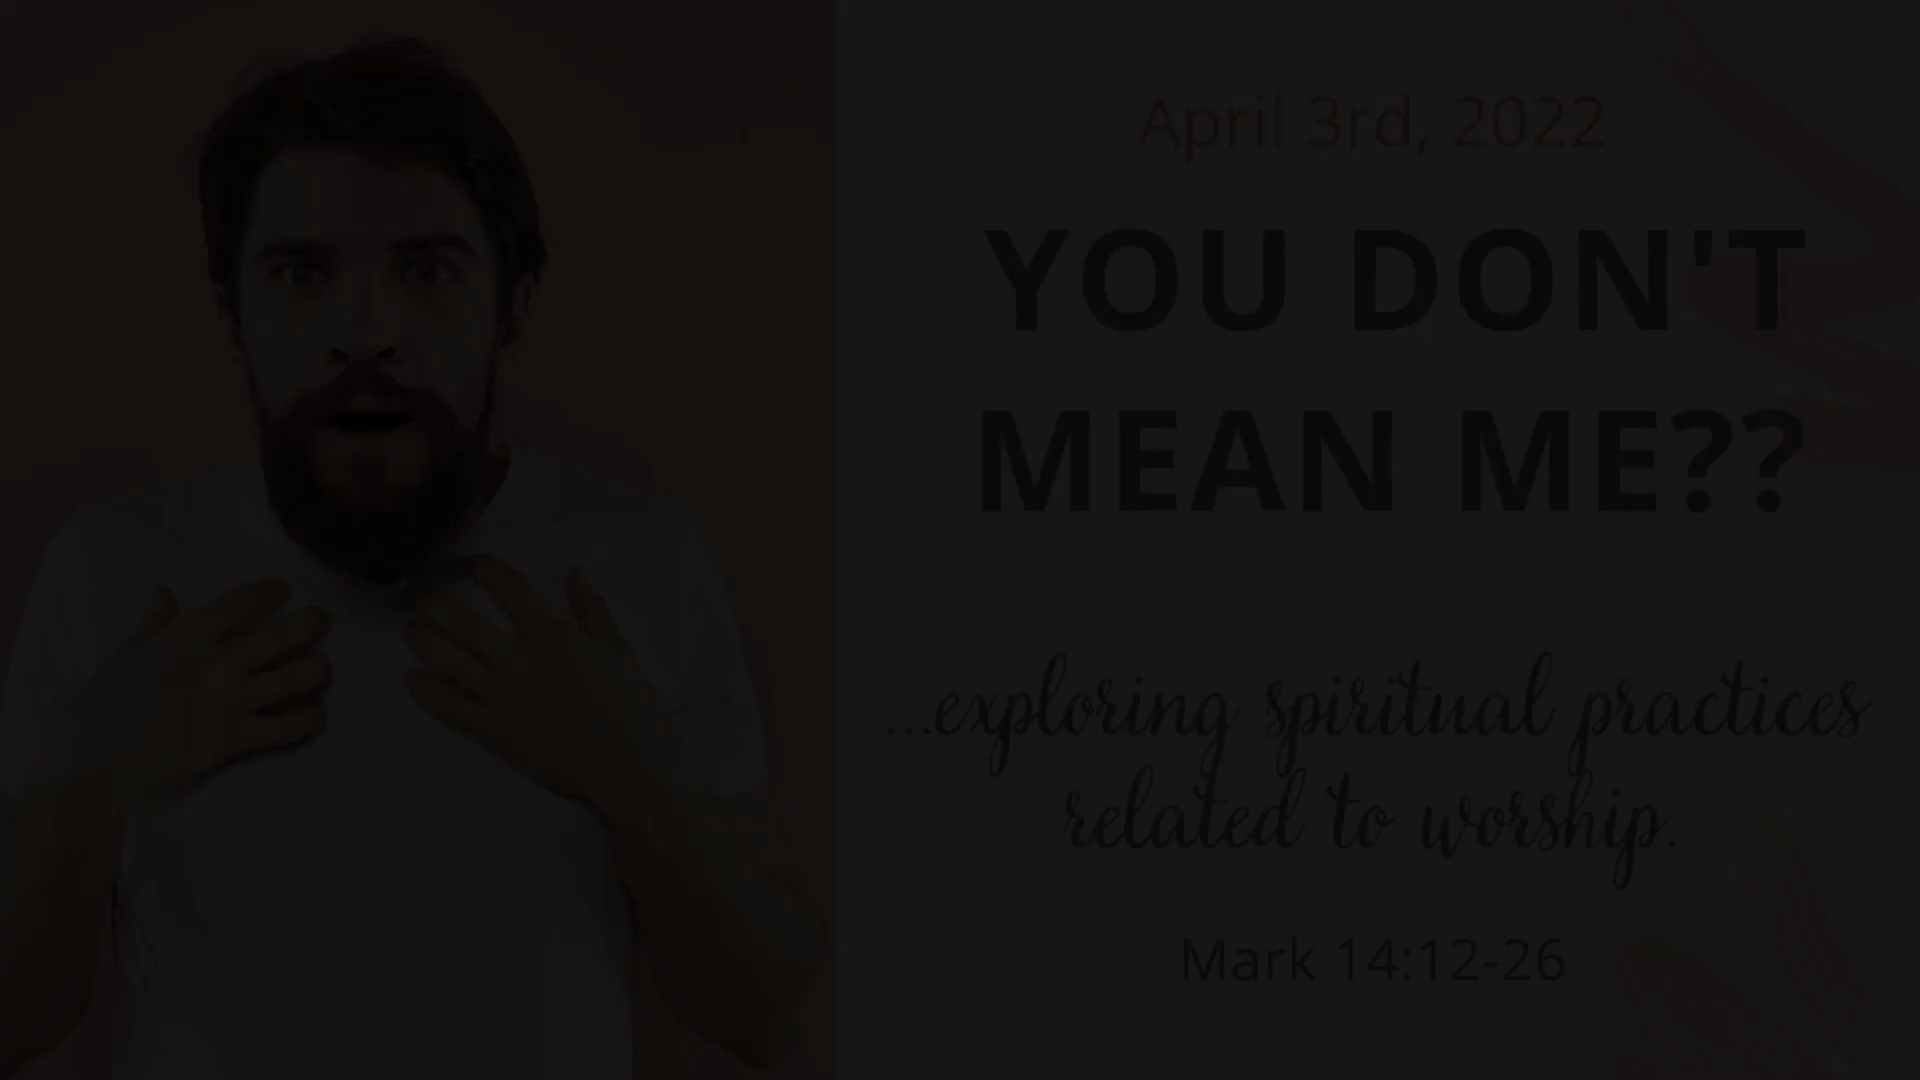 April 3rd, 2022
YOU DON'T
MEAN ME??
...exploring spiritual practices
related to worship.
Mark 14:12-26